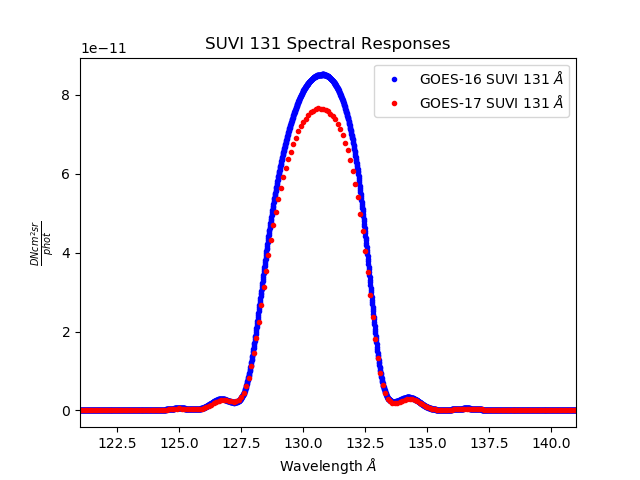 SUVI 131 Spectral Responses
1e−11
GOES-16 SUVI 131 Å
GOES-17 SUVI 131 Å
8
6
4
2
0
DNcm²sr
phot
122.5 125.0 127.5 130.0 132.5 135.0 137.5 140.0
Wavelength Å